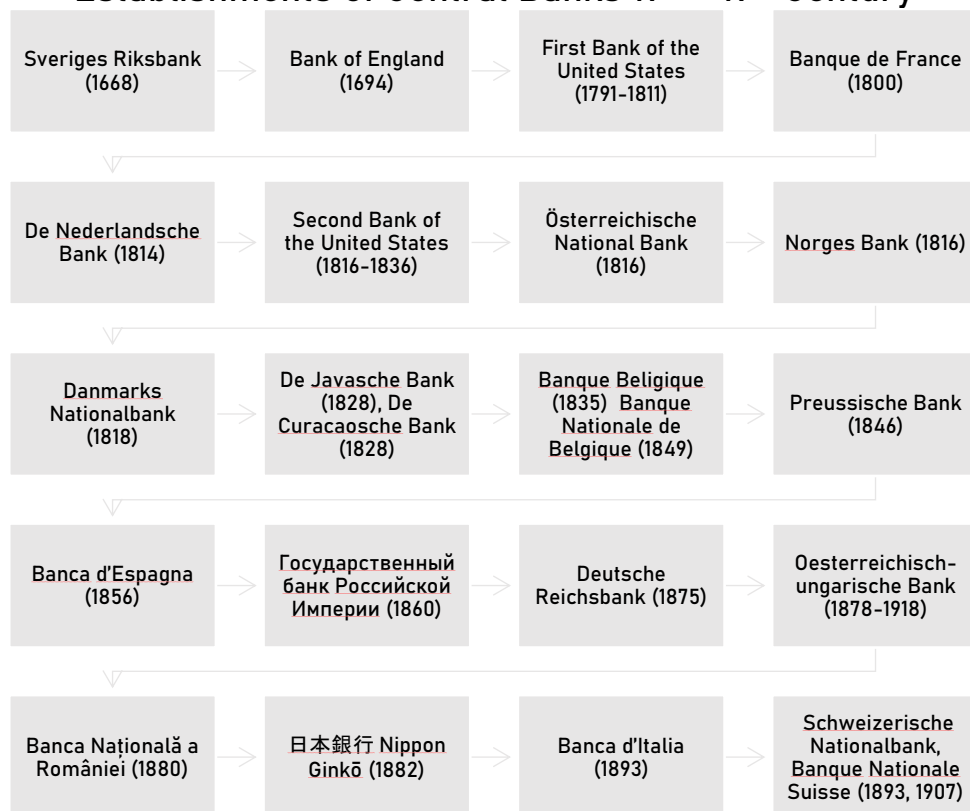 Establishments of Central Banks
Century
Sveriges Riksbank
(1668)
Bank of England
(1694)
First Bank of the
United States
(1791-1811)
Banque de France
(1800)
De Nederlandsche
Bank (1814)
Second Bank of
the United States
(1816-1836)
Österreichische
National Bank
(1816)
Norges Bank (1816)
Danmarks
Nationalbank
(1818)
De Javasche Bank
(1828), De
Curacaosche Bank
(1828)
Banque Beligique
(1835) Banque
Nationale de
Belgique (1849)
Preussische Bank
(1846)
Banca d'Espagna
(1856)
Государственный
банк Российской
Империи (1860)
Deutsche
Reichsbank (1875)
Oesterreichisch-
ungarische Bank
(1878-1918)
Banca Națională a
României (1880)
日本銀行 Nippon
Ginkō (1882)
Banca d'Italia
(1893)
Schweizerische
Nationalbank,
Banque Nationale
Suisse (1893, 1907)